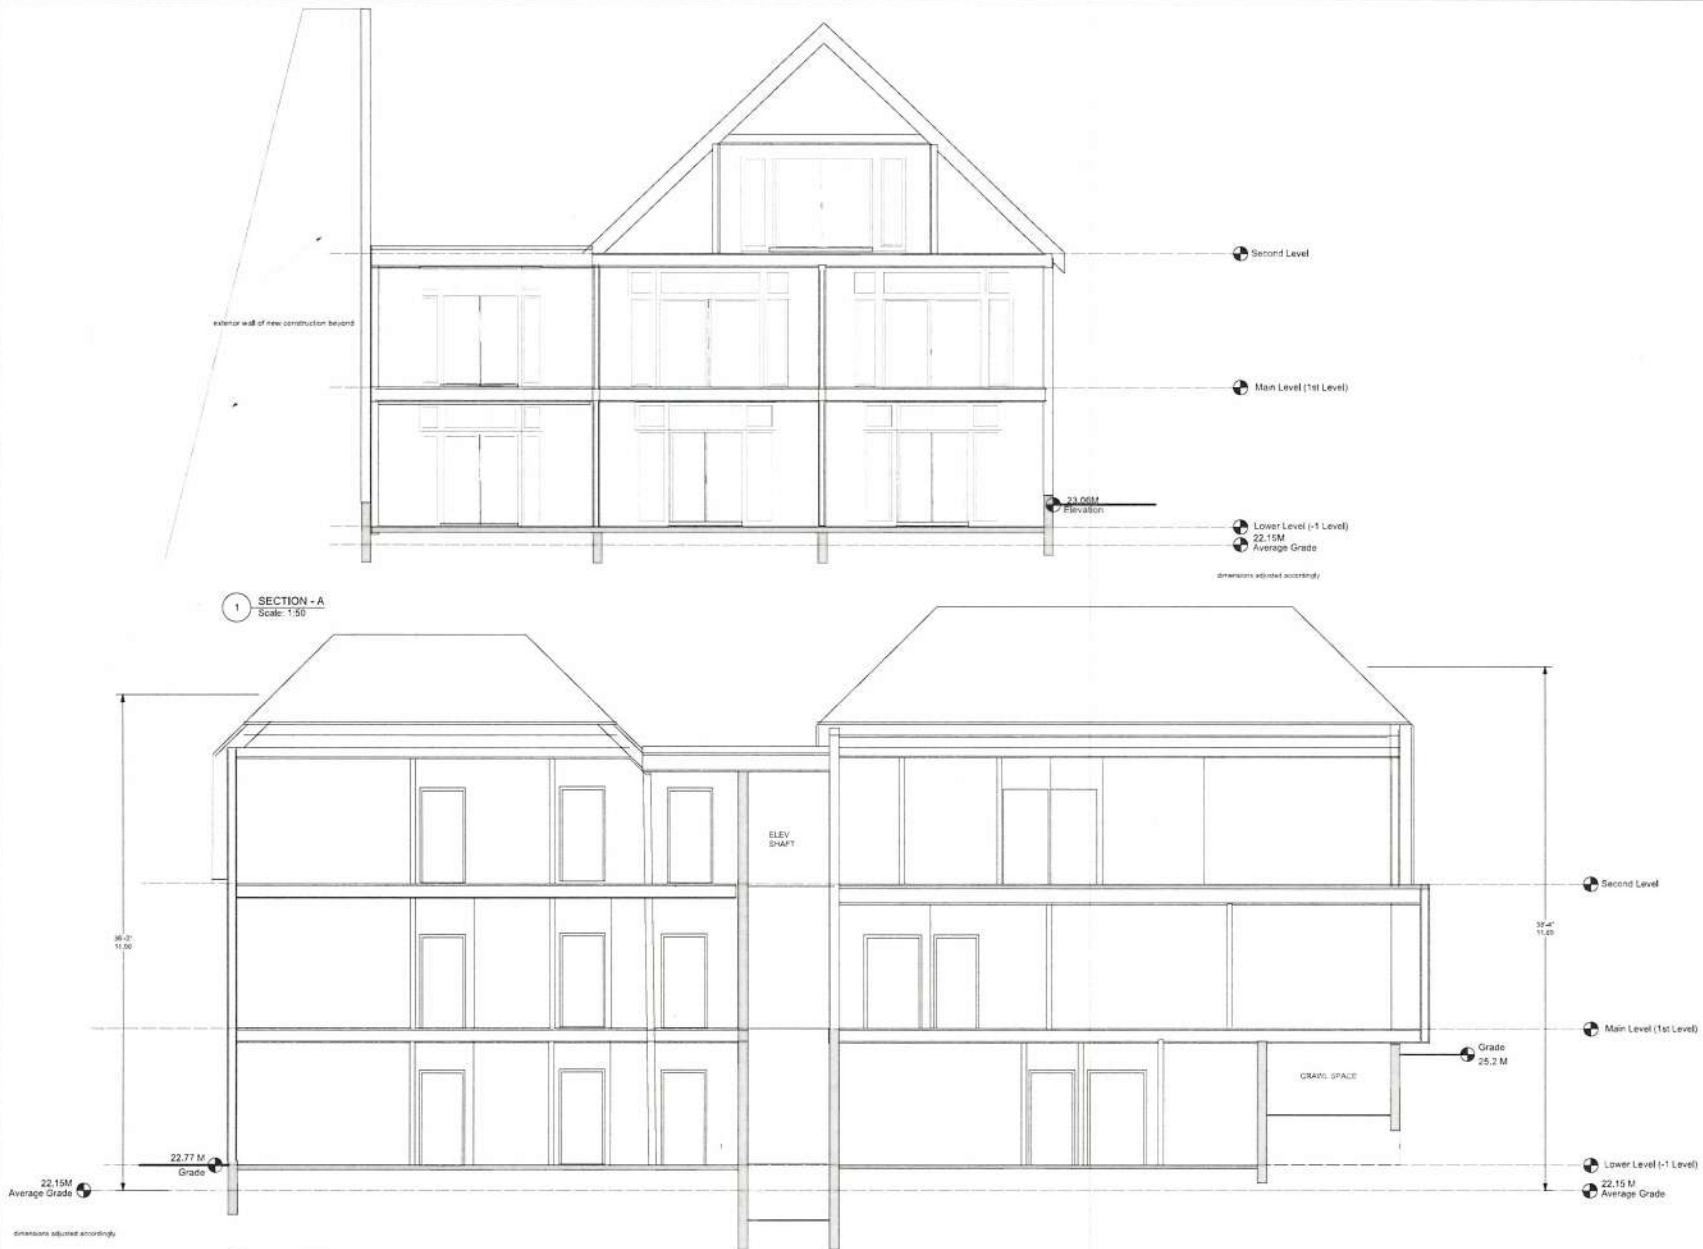 Second Level
exterior wall of new construction beyond
Main Level (1st Level)
23.06M
Elevation
Lower Level (-1 Level)
22.15M
Average Grade
dimensions adjusted accordingly
1
SECTION - A
Scale: 1:50
ELEV
SHAFT
Second Level
Main Level (1st Level)
Grade
25.2 M
CRAWL SPACE
22.77 M
Grade
Lower Level (-1 Level)
22.15M
Average Grade
22.15 M
Average Grade
dimensions adjusted accordingly